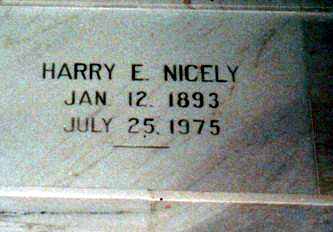 HARRY E. NICELY
JAN. 12. 1893
JULY 25. 1975